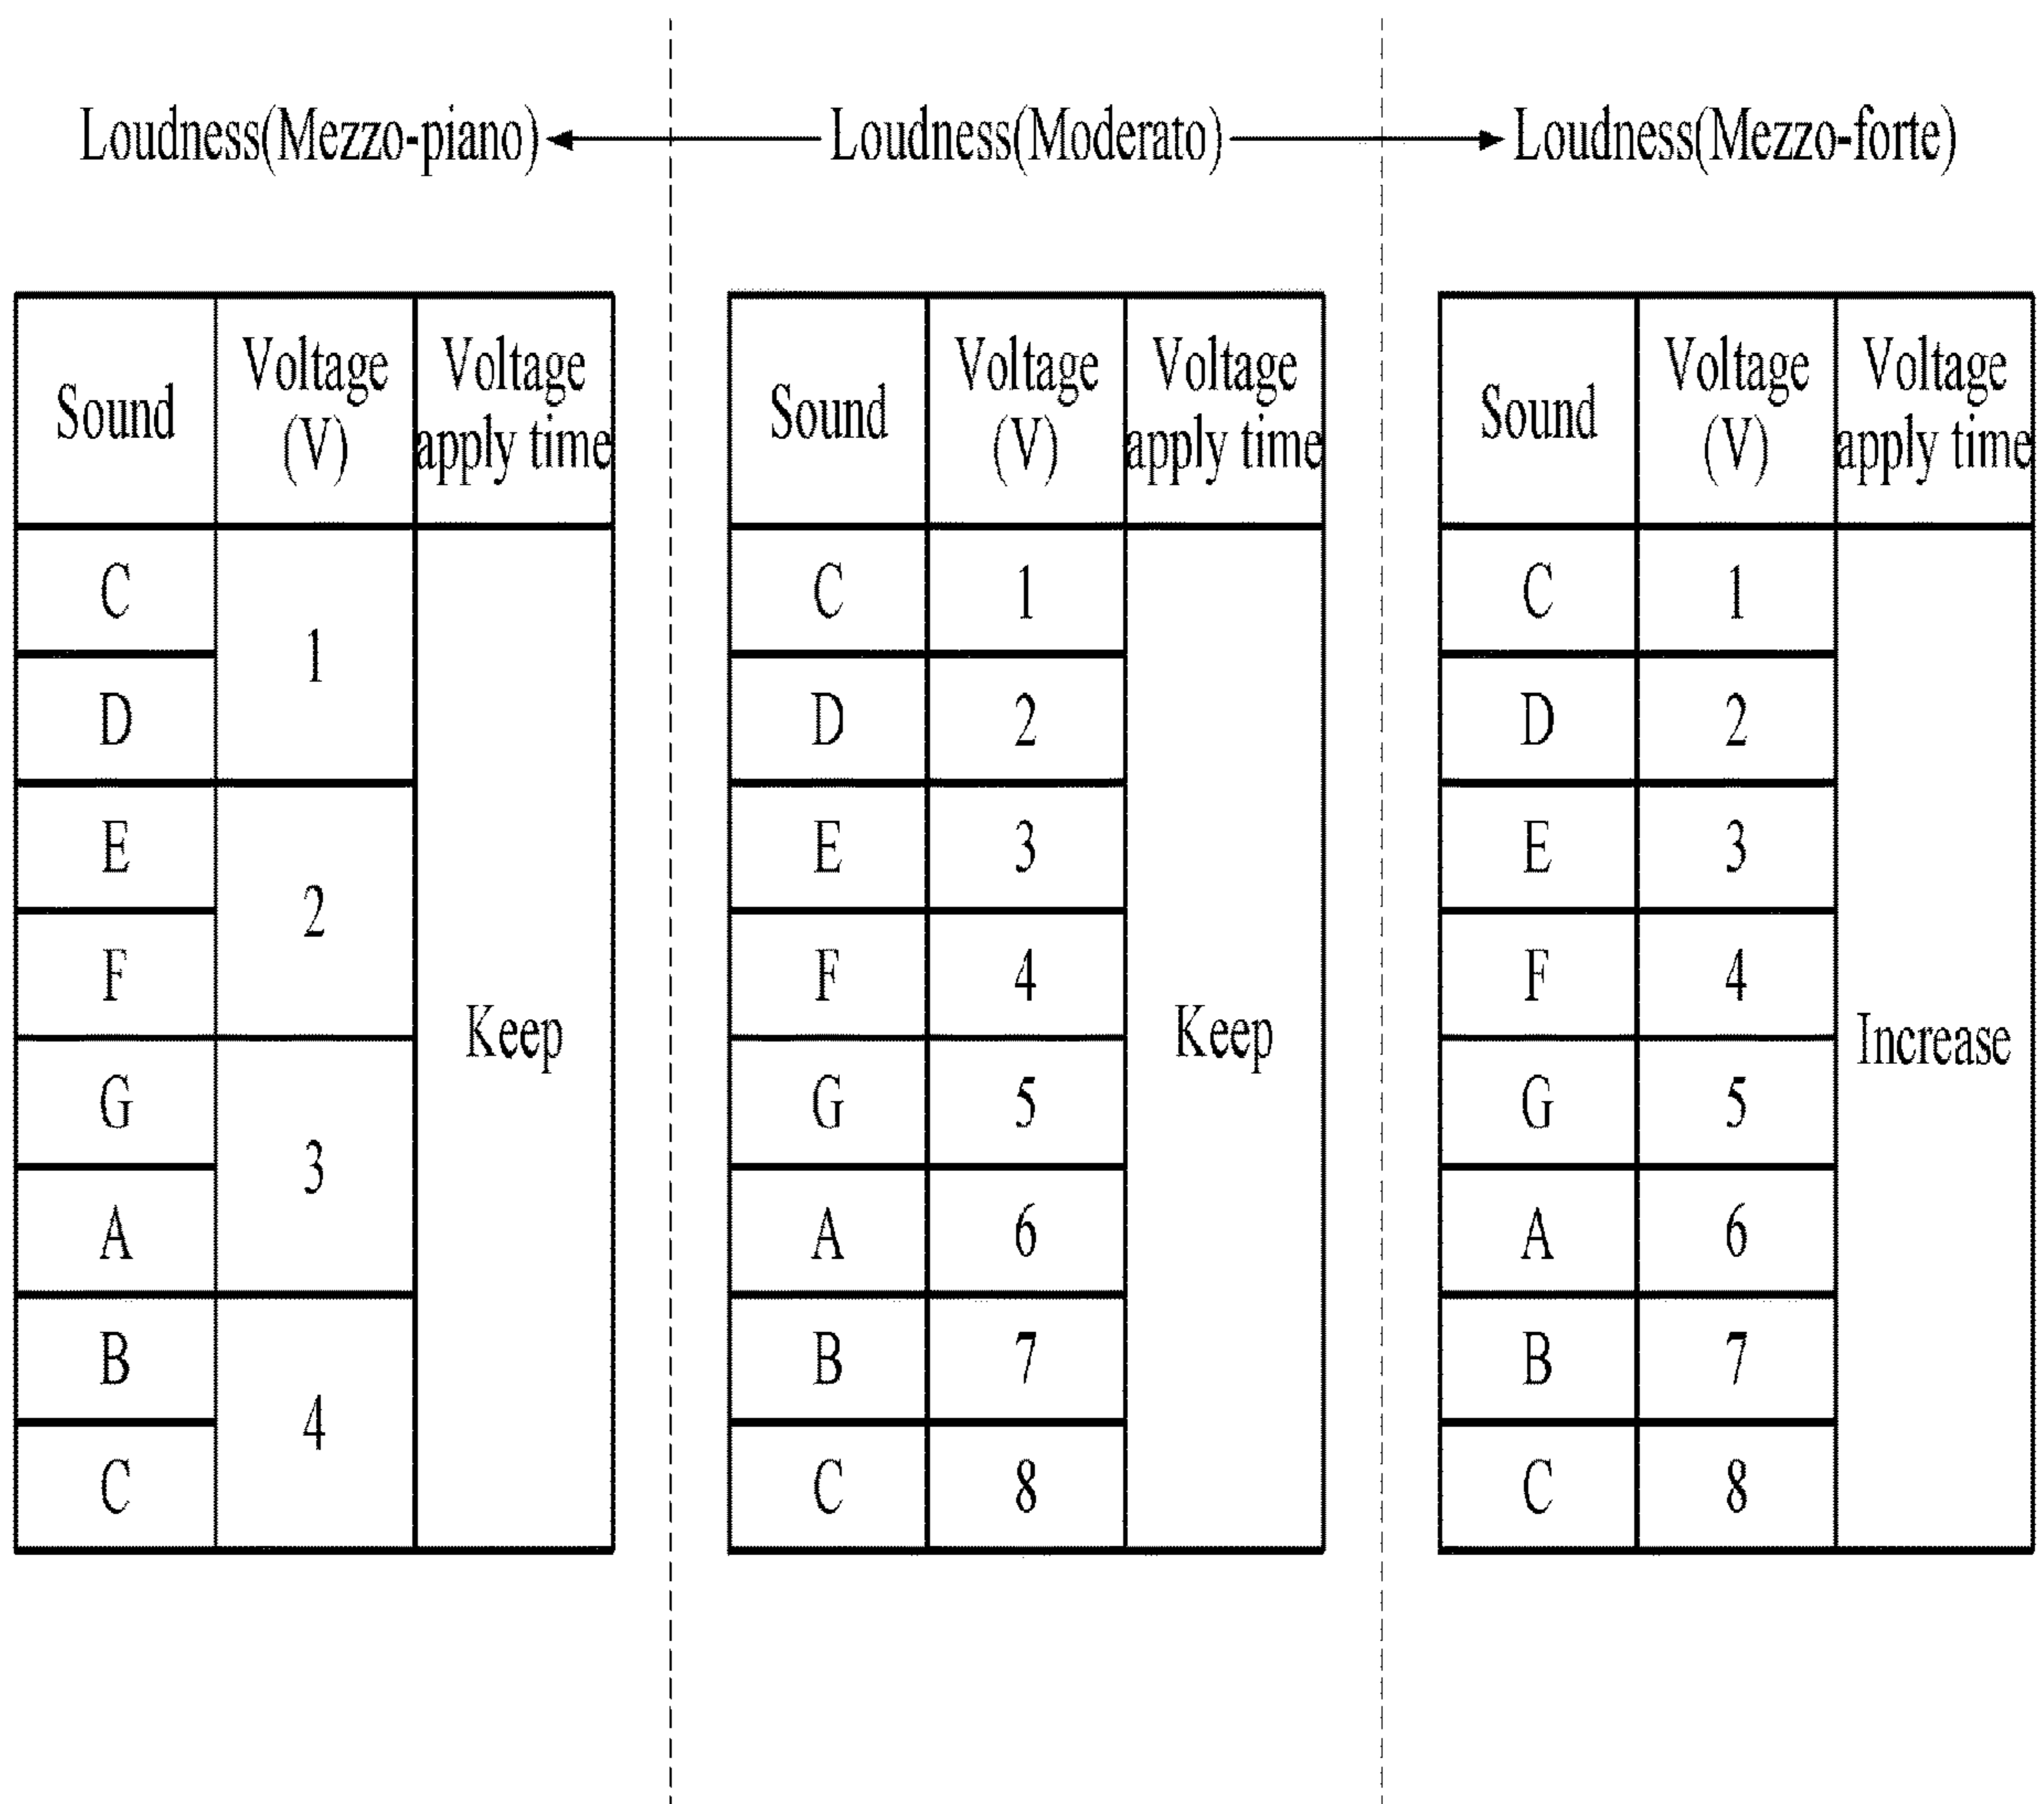 Loudness(Mezzo-piano) Loudness(Moderato) Loudness(Mezzo-forte)
Sound Voltage (V) Voltage apply time
C 1 Keep
D
E 2
F
G 3
A
B 4
C
Sound Voltage (V) Voltage apply time
C 1 Keep
D 2
E 3
F 4
G 5
A 6
B 7
C 8
Sound Voltage (V) Voltage apply time
C 1 Increase
D 2
E 3
F 4
G 5
A 6
B 7
C 8